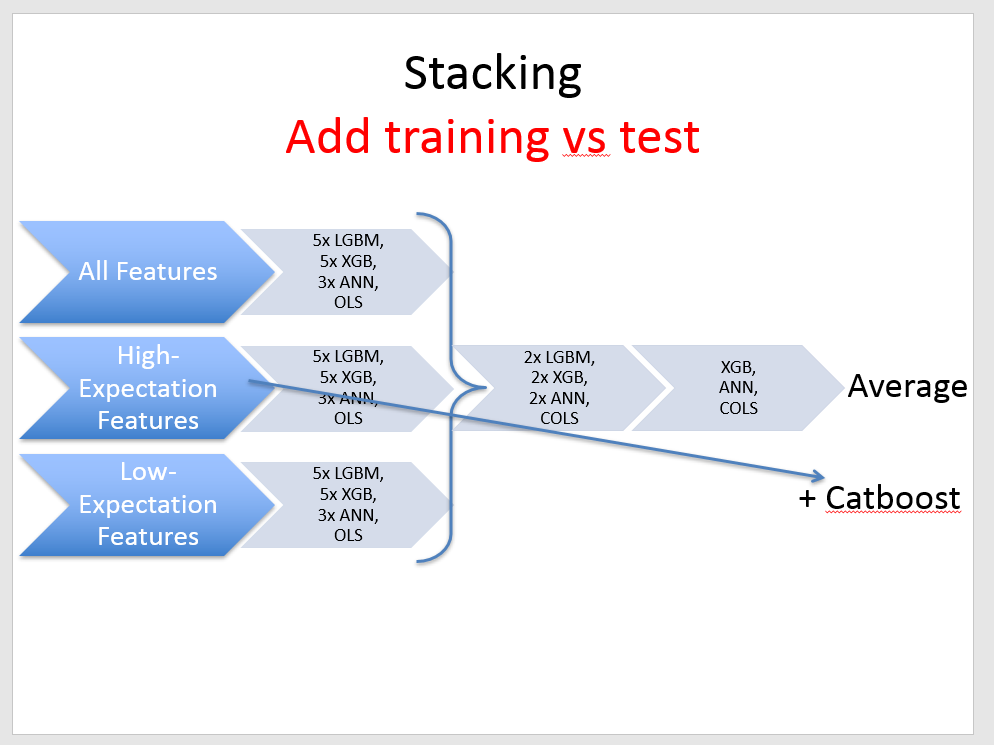 Stacking
Add training vs test
All Features
5x LGBM,
5x XGB,
3x ANN,
OLS
High-
Expectation
Features
5x LGBM,
5x XGB,
3x ANN,
OLS
Low-
Expectation
Features
5x LGBM,
5x XGB,
3x ANN,
OLS
2x LGBM,
2x XGB,
2x ANN,
COLS
XGB,
ANN,
COLS
Average
+ Catboost